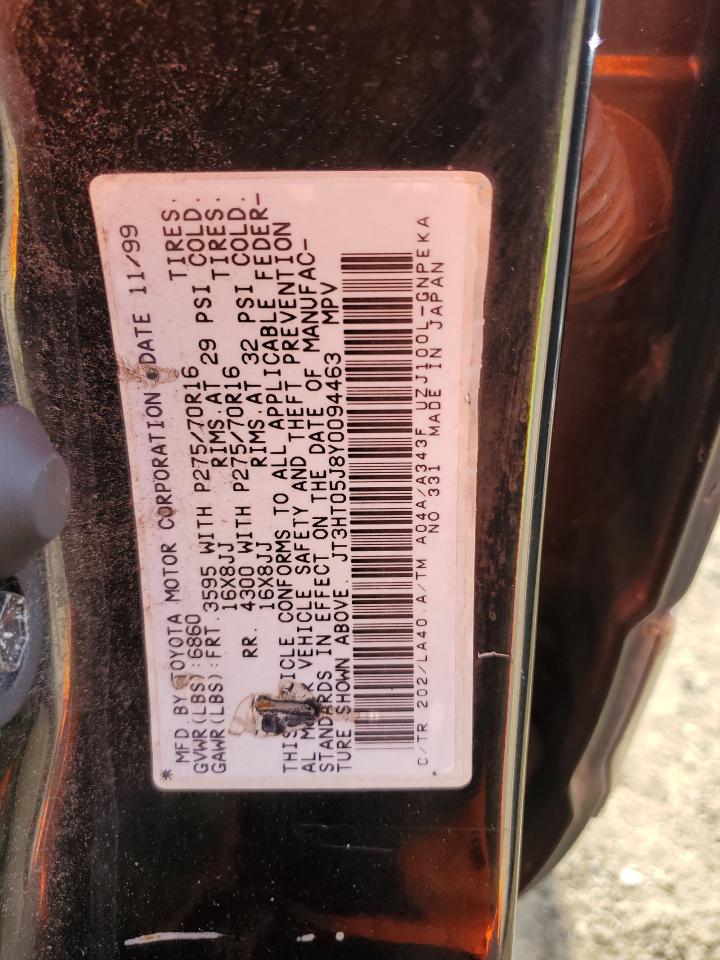 * MFD BY TOYOTA MOTOR CORPORATION DATE 11/99
GVWR(LBS):6860
GAWR(LBS):FRT. 3595 WITH P275/70R16 TIRES.
16X8JJ RIMS.AT 29 PSI COLD.
RR. 4300 WITH P275/70R16 TIRES.
16X8JJ RIMS.AT 32 PSI COLD.
THIS CONFORMS TO ALL APPLICABLE FEDER-
AL VEHICLE SAFETY AND THEFT PREVENTION
STANDARDS IN EFFECT ON THE DATE OF MANUFAC-
TURE SHOWN ABOVE. JT3HT05J8Y0094463 MPV
C/TR 202/LA40 A/TM A04A/A343F UZJ100L-GNPEKA
NO.331 MADE IN JAPAN